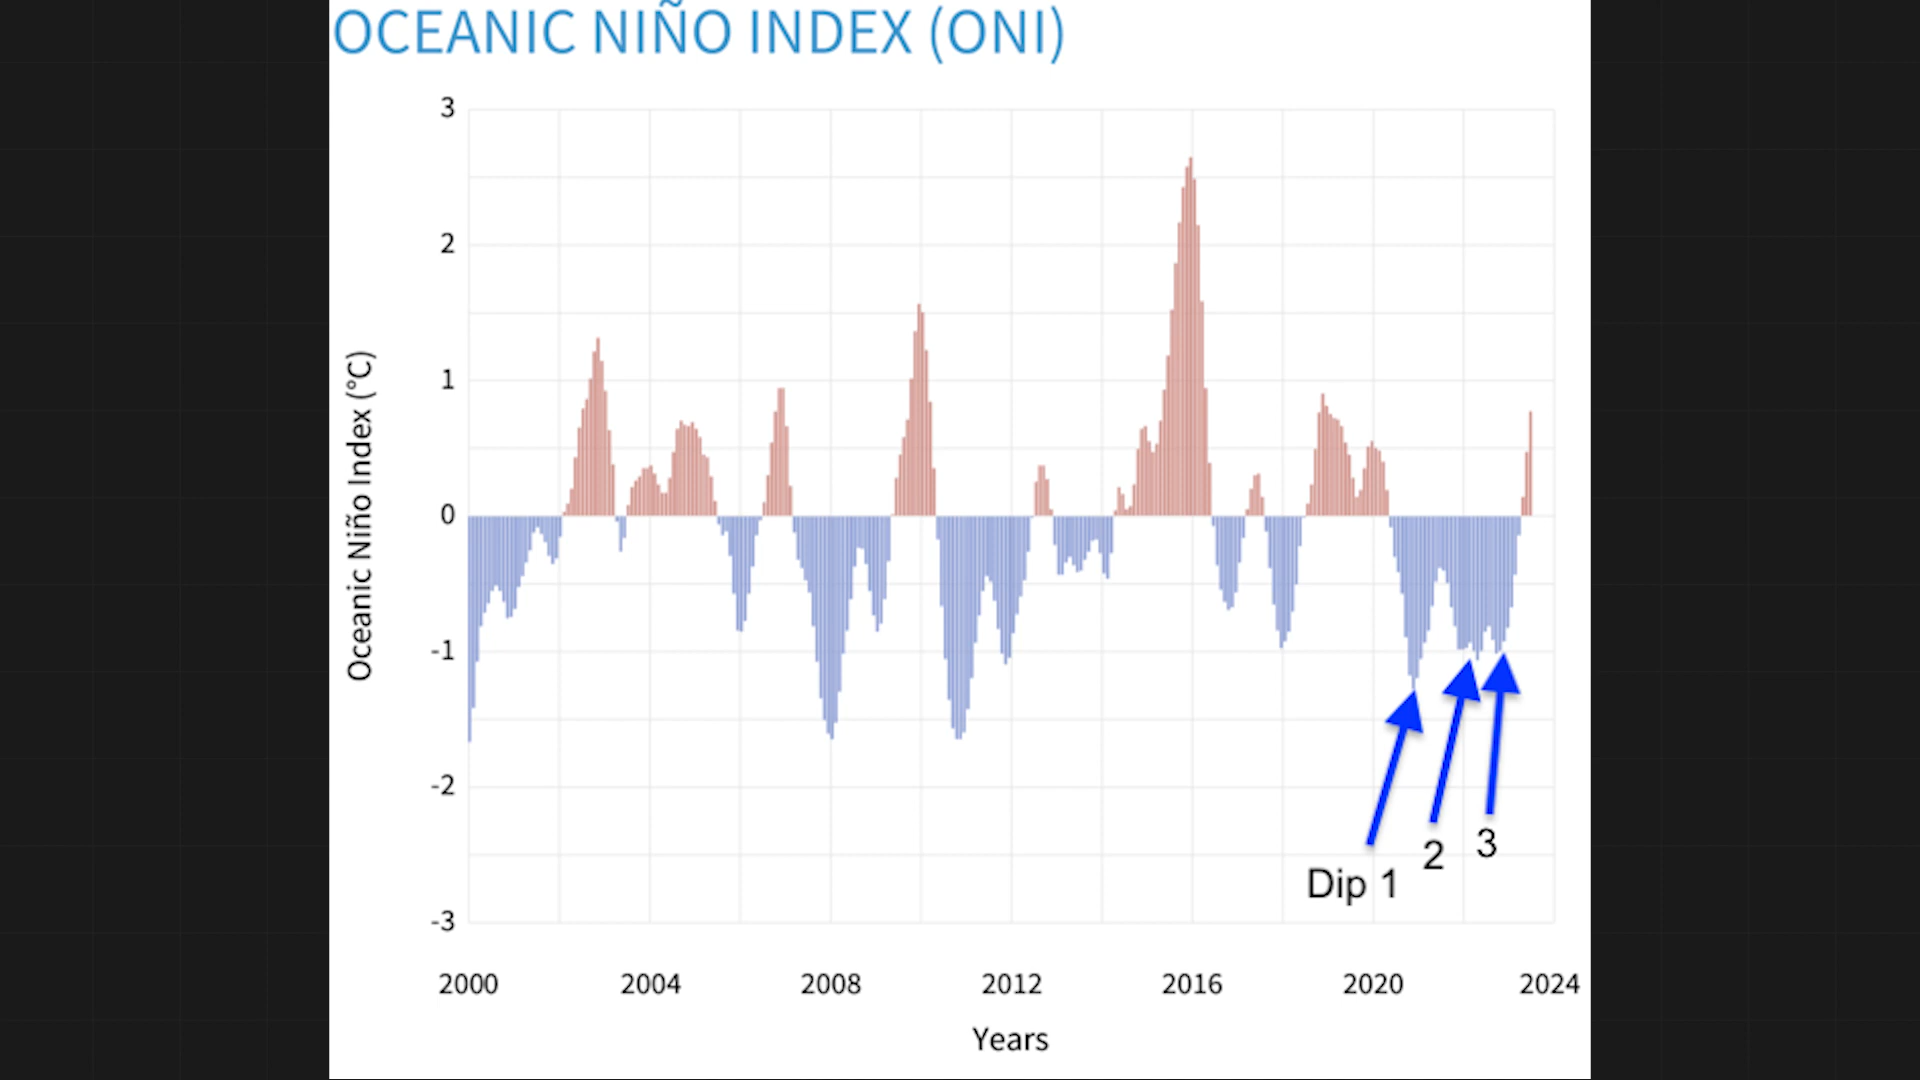 OCEANIC NIÑO INDEX (ONI)
3
2
1
0
-1
-2
-3
Oceanic Niño Index (°C)
Dip 1
2
3
2000 2004 2008 2012 2016 2020 2024
Years